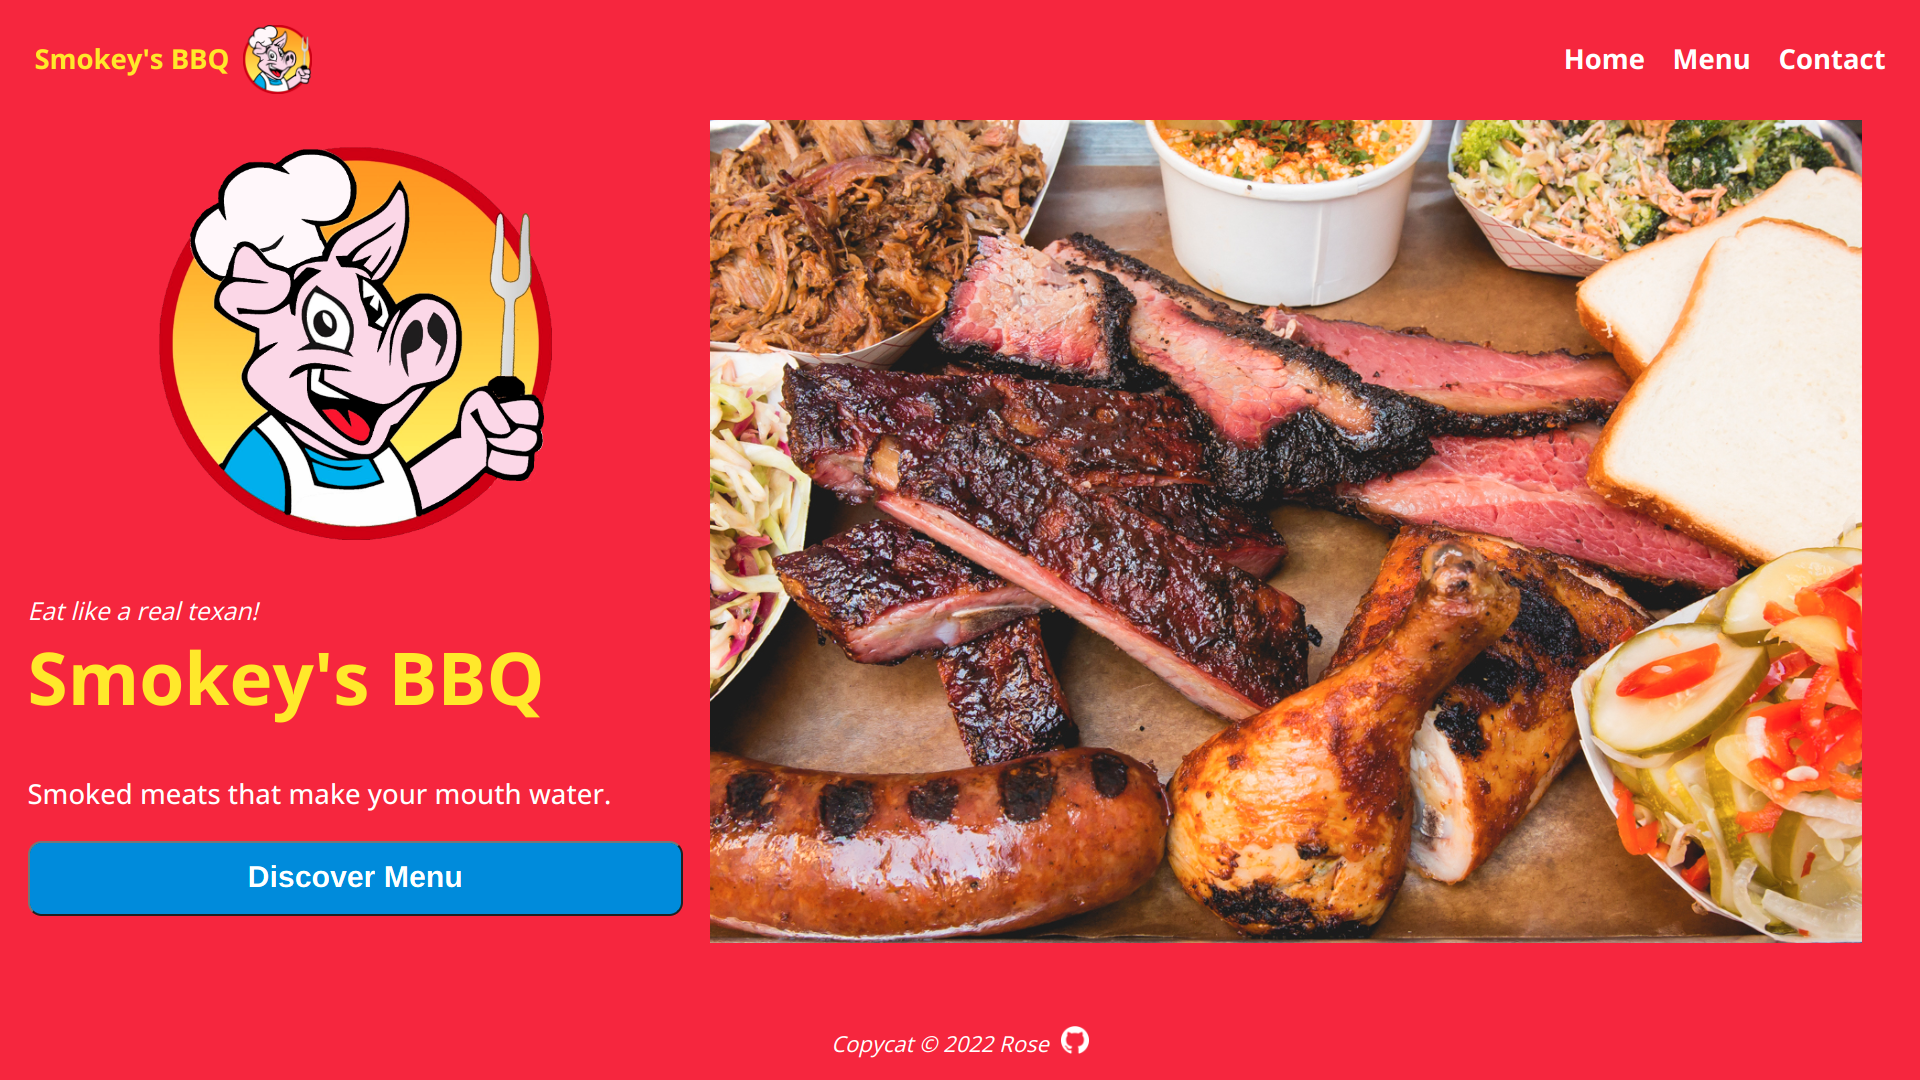 Smokey's BBQ
Home Menu Contact
Eat like a real texan!
Smokey's BBQ
Smoked meats that make your mouth water.
Discover Menu
Copycat © 2022 Rose